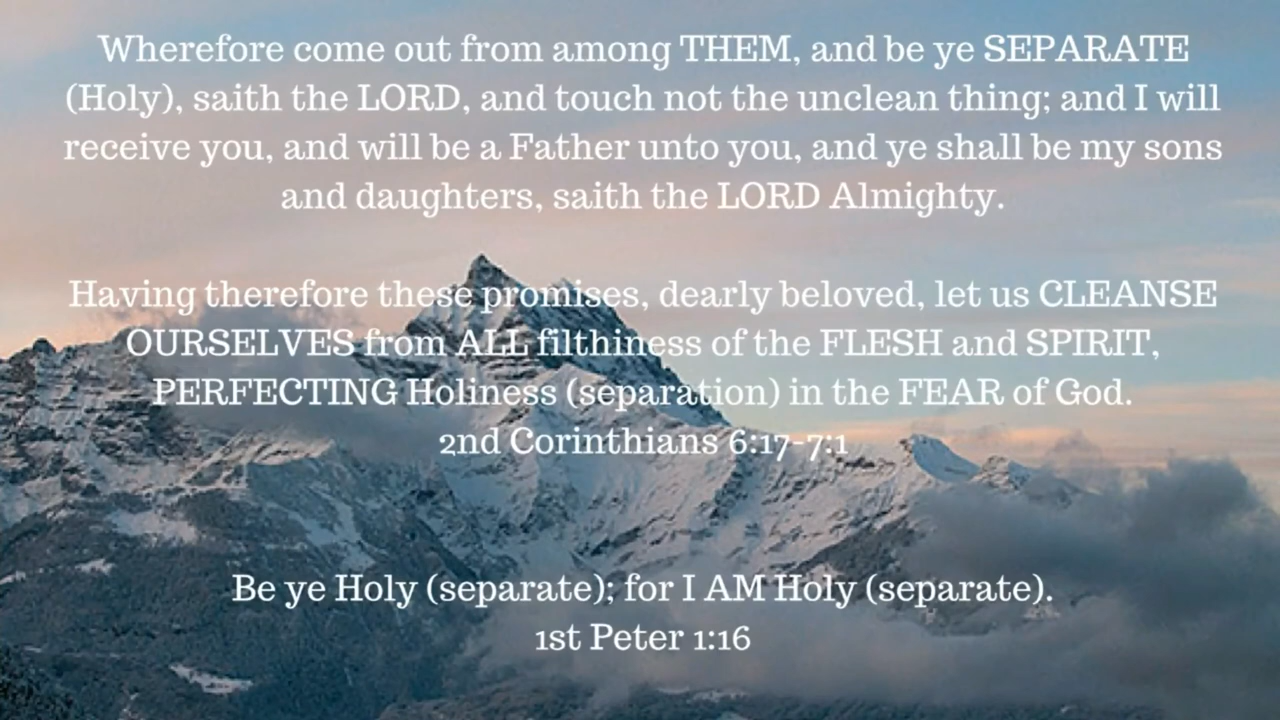 Wherefore come out from among THEM, and be ye SEPARATE
(Holy), saith the LORD, and touch not the unclean thing; and I will
receive you, and will be a Father unto you, and ye shall be my sons
and daughters, saith the LORD Almighty.
Having therefore these promises, dearly beloved, let us CLEANSE
OURSELVES from ALL filthiness of the FLESH and SPIRIT,
PERFECTING Holiness (separation) in the FEAR of God.
2nd Corinthians 6:17-7:1
Be ye Holy (separate); for I AM Holy (separate).
1st Peter 1:16